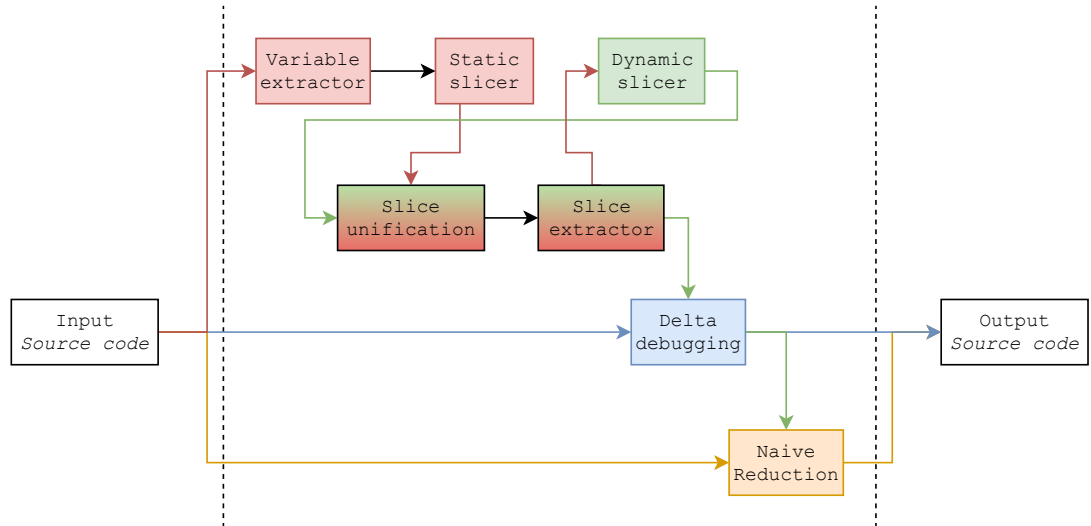 Variable
extractor
Static
slicer
Dynamic
slicer
Slice
unification
Slice
extractor
Input
Source code
Delta
debugging
Output
Source code
Naive
Reduction